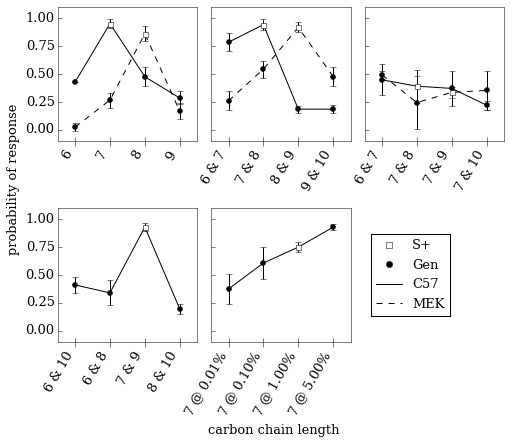 probability of response
1.00
0.75
0.50
0.25
0.00
6 7 8 9
6 & 7 7 & 8 8 & 9 9 & 10
6 & 7 7 & 8 7 & 9 7 & 10
1.00
0.75
0.50
0.25
0.00
6 & 10 6 & 8 7 & 9 8 & 10
7 @ 0.01% 7 @ 0.10% 7 @ 1.00% 7 @ 5.00%
S+
Gen
C57
MEK
carbon chain length